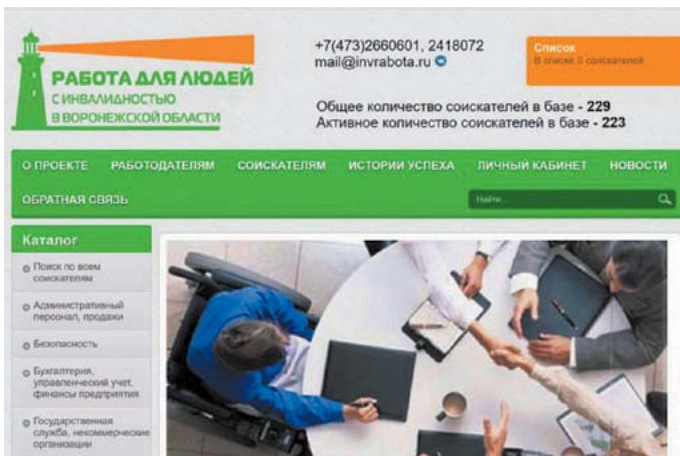 РАБОТА ДЛЯ ЛЮДЕЙ
С ИНВАЛИДНОСТЬЮ
В ВОРОНЕЖСКОЙ ОБЛАСТИ
+7(473)2660601, 2418072
mail@invrabota.ru
Общее количество соискателей в базе - 229
Активное количество соискателей в базе - 223
Список
В списке 0 соискателей
О ПРОЕКТЕ РАБОТОДАТЕЛЯМ СОИСКАТЕЛЯМ ИСТОРИИ УСПЕХА ЛИЧНЫЙ КАБИНЕТ НОВОСТИ
ОБРАТНАЯ СВЯЗЬ
Найти...
Каталог
Поиск по всем
соискателям
Административный
персонал, продажи
Безопасность
Бухгалтерия,
управленческий учет,
финансы предприятия
Государственная
служба, некоммерческие
организации